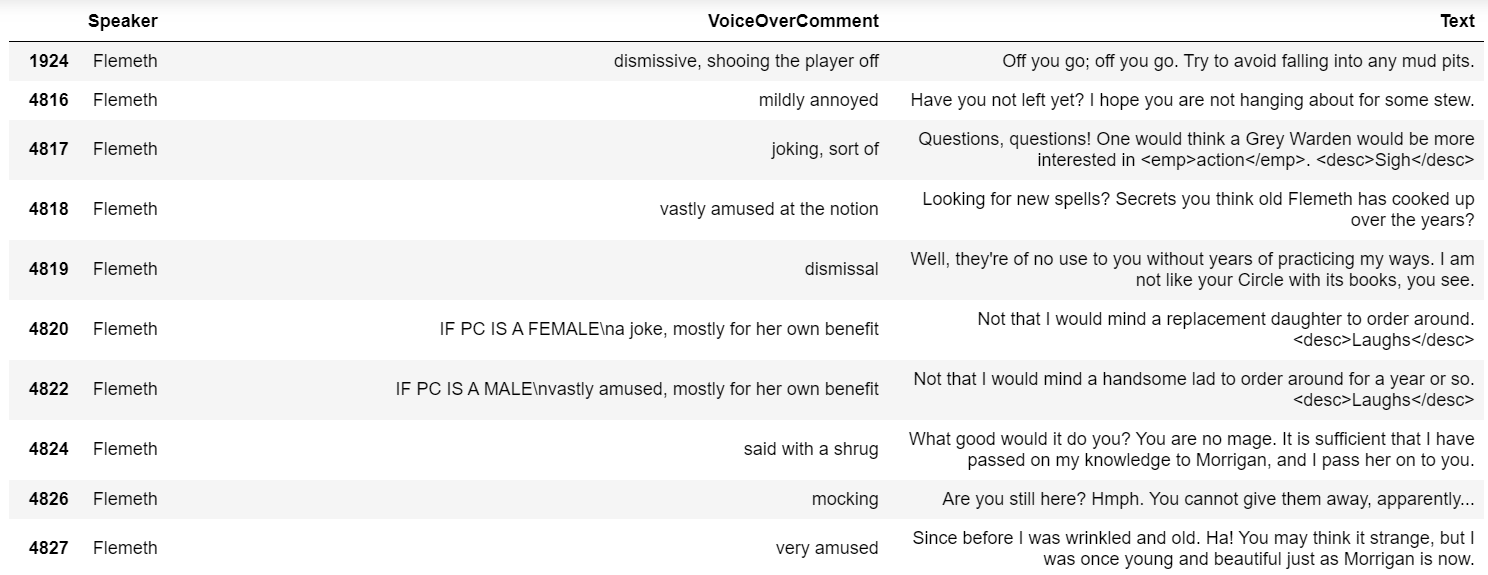 Speaker VoiceOverComment Text
1924 Flemeth dismissive, shooing the player off Off you go; off you go. Try to avoid falling into any mud pits.
4816 Flemeth mildly annoyed Have you not left yet? I hope you are not hanging about for some stew.
4817 Flemeth joking, sort of Questions, questions! One would think a Grey Warden would be more
interested in <emp>action</emp>. <desc>Sigh</desc>
4818 Flemeth vastly amused at the notion Looking for new spells? Secrets you think old Flemeth has cooked up
over the years?
4819 Flemeth dismissal Well, they're of no use to you without years of practicing my ways. I am
not like your Circle with its books, you see.
4820 Flemeth IF PC IS A FEMALE\na joke, mostly for her own benefit Not that I would mind a replacement daughter to order around.
<desc>Laughs</desc>
4822 Flemeth IF PC IS A MALE\nvastly amused, mostly for her own benefit Not that I would mind a handsome lad to order around for a year or so.
<desc>Laughs</desc>
4824 Flemeth said with a shrug What good would it do you? You are no mage. It is sufficient that I have
passed on my knowledge to Morrigan, and I pass her on to you.
4826 Flemeth mocking Are you still here? Hmph. You cannot give them away, apparently...
4827 Flemeth very amused Since before I was wrinkled and old. Ha! You may think it strange, but I
was once young and beautiful just as Morrigan is now.